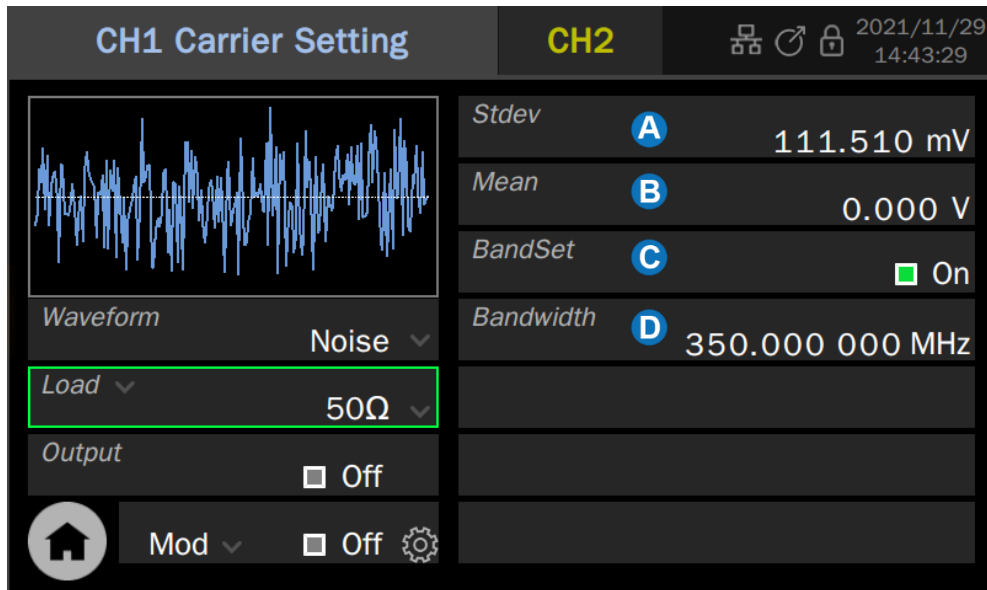 CH1 Carrier Setting
CH2
2021/11/29
14:43:29
Stdev
A
111.510 mV
Mean
B
0.000 V
BandSet
C
On
Waveform
Noise
Bandwidth
D
350.000 000 MHz
Load
50Ω
Output
Off
Mod
Off